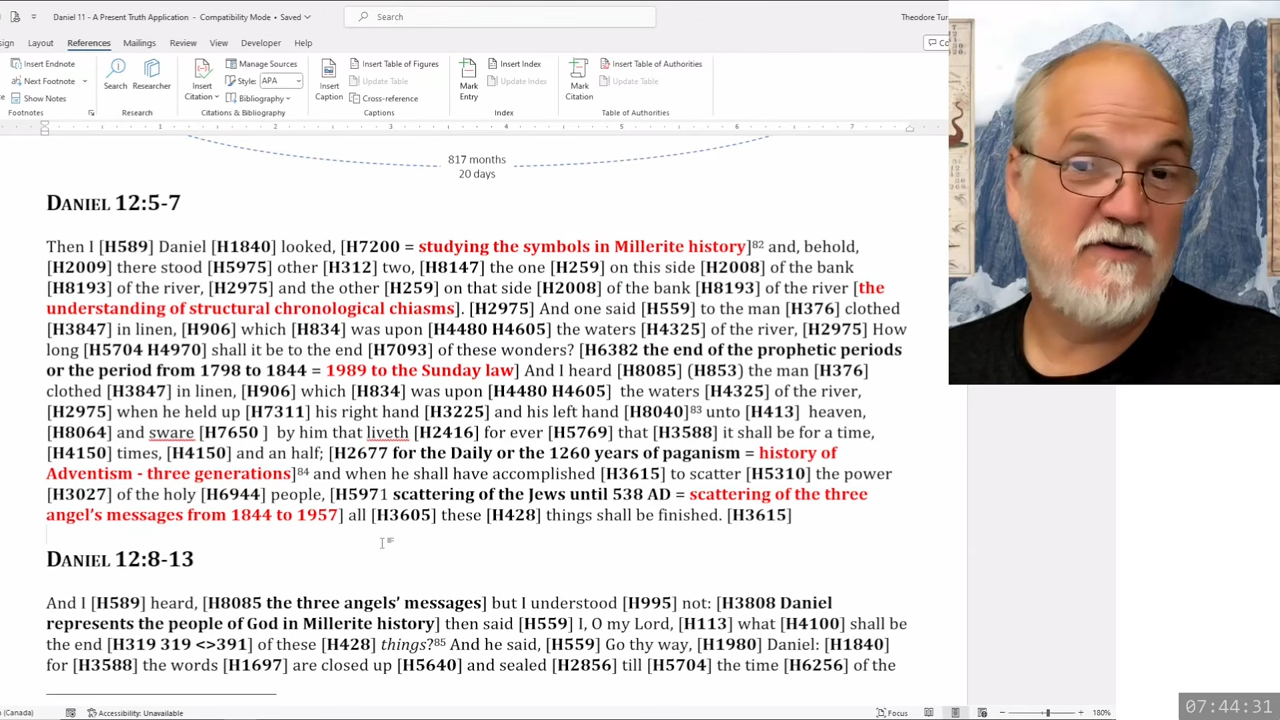 Daniel 11 - A Present Truth Application - Compatibility Mode • Saved
Search
Theodore Tur
sign Layout References Mailings Review View Developer Help
Insert Endnote
Next Footnote
Show Notes
Footnotes
Search
Researcher
Research
Insert Citation
Manage Sources
Style: APA
Bibliography
Citations & Bibliography
Insert Caption
Insert Table of Figures
Update Table
Cross-reference
Captions
Mark Entry
Insert Index
Update Index
Index
Mark Citation
Insert Table of Authorities
Update Table
Table of Authorities
1 2 3 4 5 6 7
817 months
20 days
DANIEL 12:5-7
Then I [H589] Daniel [H1840] looked, [H7200 = studying the symbols in Millerite history]82 and, behold,
[H2009] there stood [H5975] other [H312] two, [H8147] the one [H259] on this side [H2008] of the bank
[H8193] of the river, [H2975] and the other [H259] on that side [H2008] of the bank [H8193] of the river [the
understanding of structural chronological chiasms]. [H2975] And one said [H559] to the man [H376] clothed
[H3847] in linen, [H906] which [H834] was upon [H4480 H4605] the waters [H4325] of the river, [H2975] How
long [H5704 H4970] shall it be to the end [H7093] of these wonders? [H6382 the end of the prophetic periods
or the period from 1798 to 1844 = 1989 to the Sunday law] And I heard [H8085] (H853) the man [H376]
clothed [H3847] in linen, [H906] which [H834] was upon [H4480 H4605] the waters [H4325] of the river,
[H2975] when he held up [H7311] his right hand [H3225] and his left hand [H8040]83 unto [H413] heaven,
[H8064] and sware [H7650 ] by him that liveth [H2416] for ever [H5769] that [H3588] it shall be for a time,
[H4150] times, [H4150] and an half; [H2677 for the Daily or the 1260 years of paganism = history of
Adventism - three generations]84 and when he shall have accomplished [H3615] to scatter [H5310] the power
[H3027] of the holy [H6944] people, [H5971 scattering of the Jews until 538 AD = scattering of the three
angel's messages from 1844 to 1957] all [H3605] these [H428] things shall be finished. [H3615]
DANIEL 12:8-13
And I [H589] heard, [H8085 the three angels' messages] but I understood [H995] not: [H3808 Daniel
represents the people of God in Millerite history] then said [H559] I, O my Lord, [H113] what [H4100] shall be
the end [H319 319 <>391] of these [H428] things?85 And he said, [H559] Go thy way, [H1980] Daniel: [H1840]
for [H3588] the words [H1697] are closed up [H5640] and sealed [H2856] till [H5704] the time [H6256] of the
n (Canada) Accessibility: Unavailable
Focus
180%
07:44:31